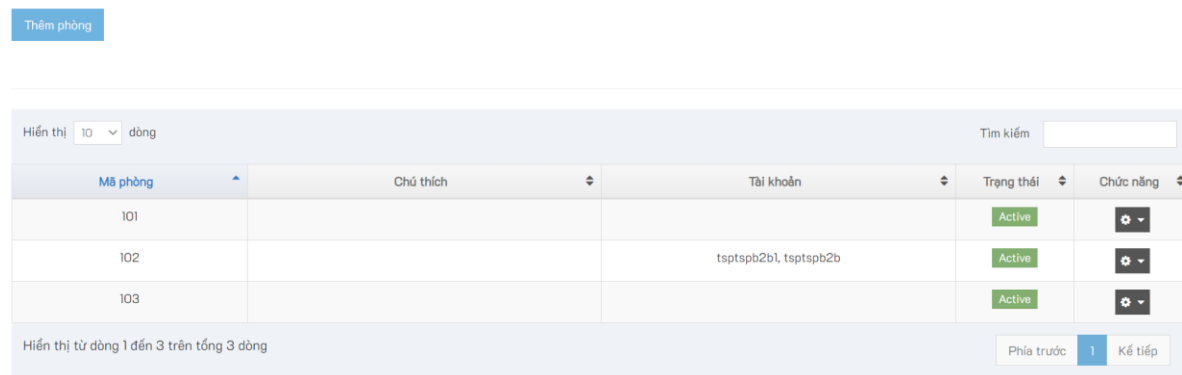 Thêm phòng
Hiển thị 10 dòng Tìm kiếm
Mã phòng Chú thích Tài khoản Trạng thái Chức năng
101 Active
102 tsptspb2b1, tsptspb2b Active
103 Active
Hiển thị từ dòng 1 đến 3 trên tổng 3 dòng Phía trước 1 Kế tiếp